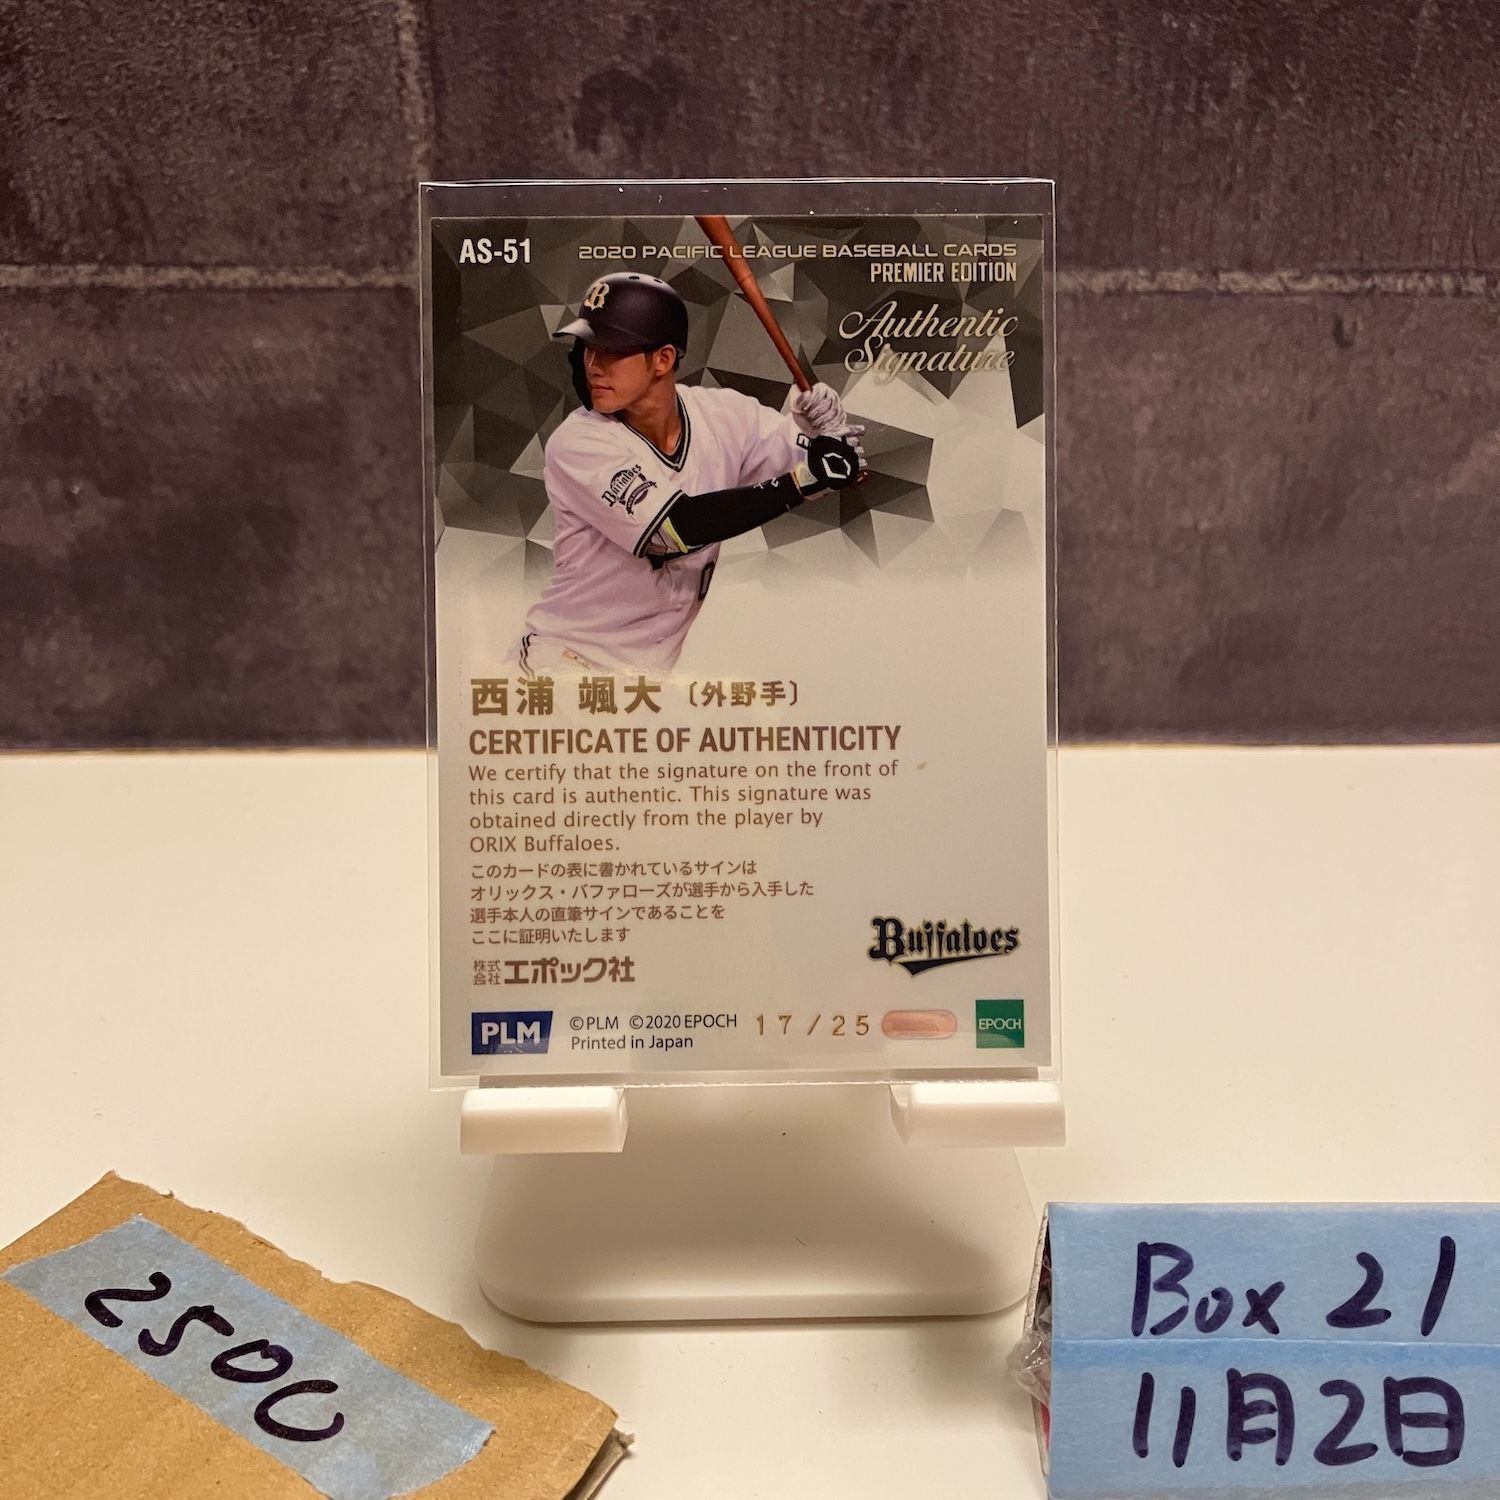 AS-51
2020 PACIFIC LEAGUE BASEBALL CARDS
PREMIER EDITION
Authentic
Signature
B
Buffaloes
西浦 颯大 〔外野手〕
CERTIFICATE OF AUTHENTICITY
We certify that the signature on the front of
this card is authentic. This signature was
obtained directly from the player by
ORIX Buffaloes.
このカードの表に書かれているサインは
オリックス・バファローズが選手から入手した
選手本人の直筆サインであることを
ここに証明いたします
株式会社 エポック社
Buffaloes
PLM
©PLM ©2020 EPOCH
Printed in Japan
17/25
EPOCH
2500
Box 21
11月2日